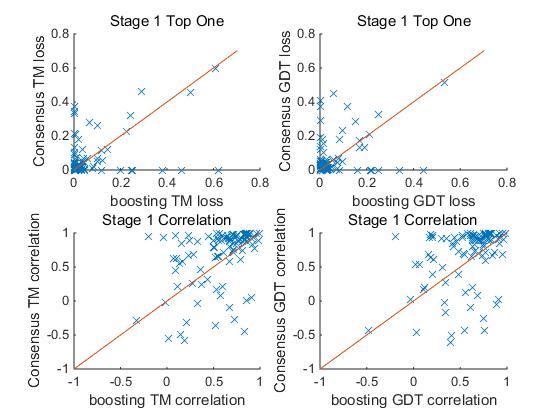 Stage 1 Top One
Consensus TM loss
0.8
0.6
0.4
0.2
0
0 0.2 0.4 0.6 0.8
boosting TM loss
Stage 1 Top One
Consensus GDT loss
0.8
0.6
0.4
0.2
0
0 0.2 0.4 0.6 0.8
boosting GDT loss
Stage 1 Correlation
Consensus TM correlation
1
0.5
0
-0.5
-1
-1 -0.5 0 0.5 1
boosting TM correlation
Stage 1 Correlation
Consensus GDT correlation
1
0.5
0
-0.5
-1
-1 -0.5 0 0.5 1
boosting GDT correlation